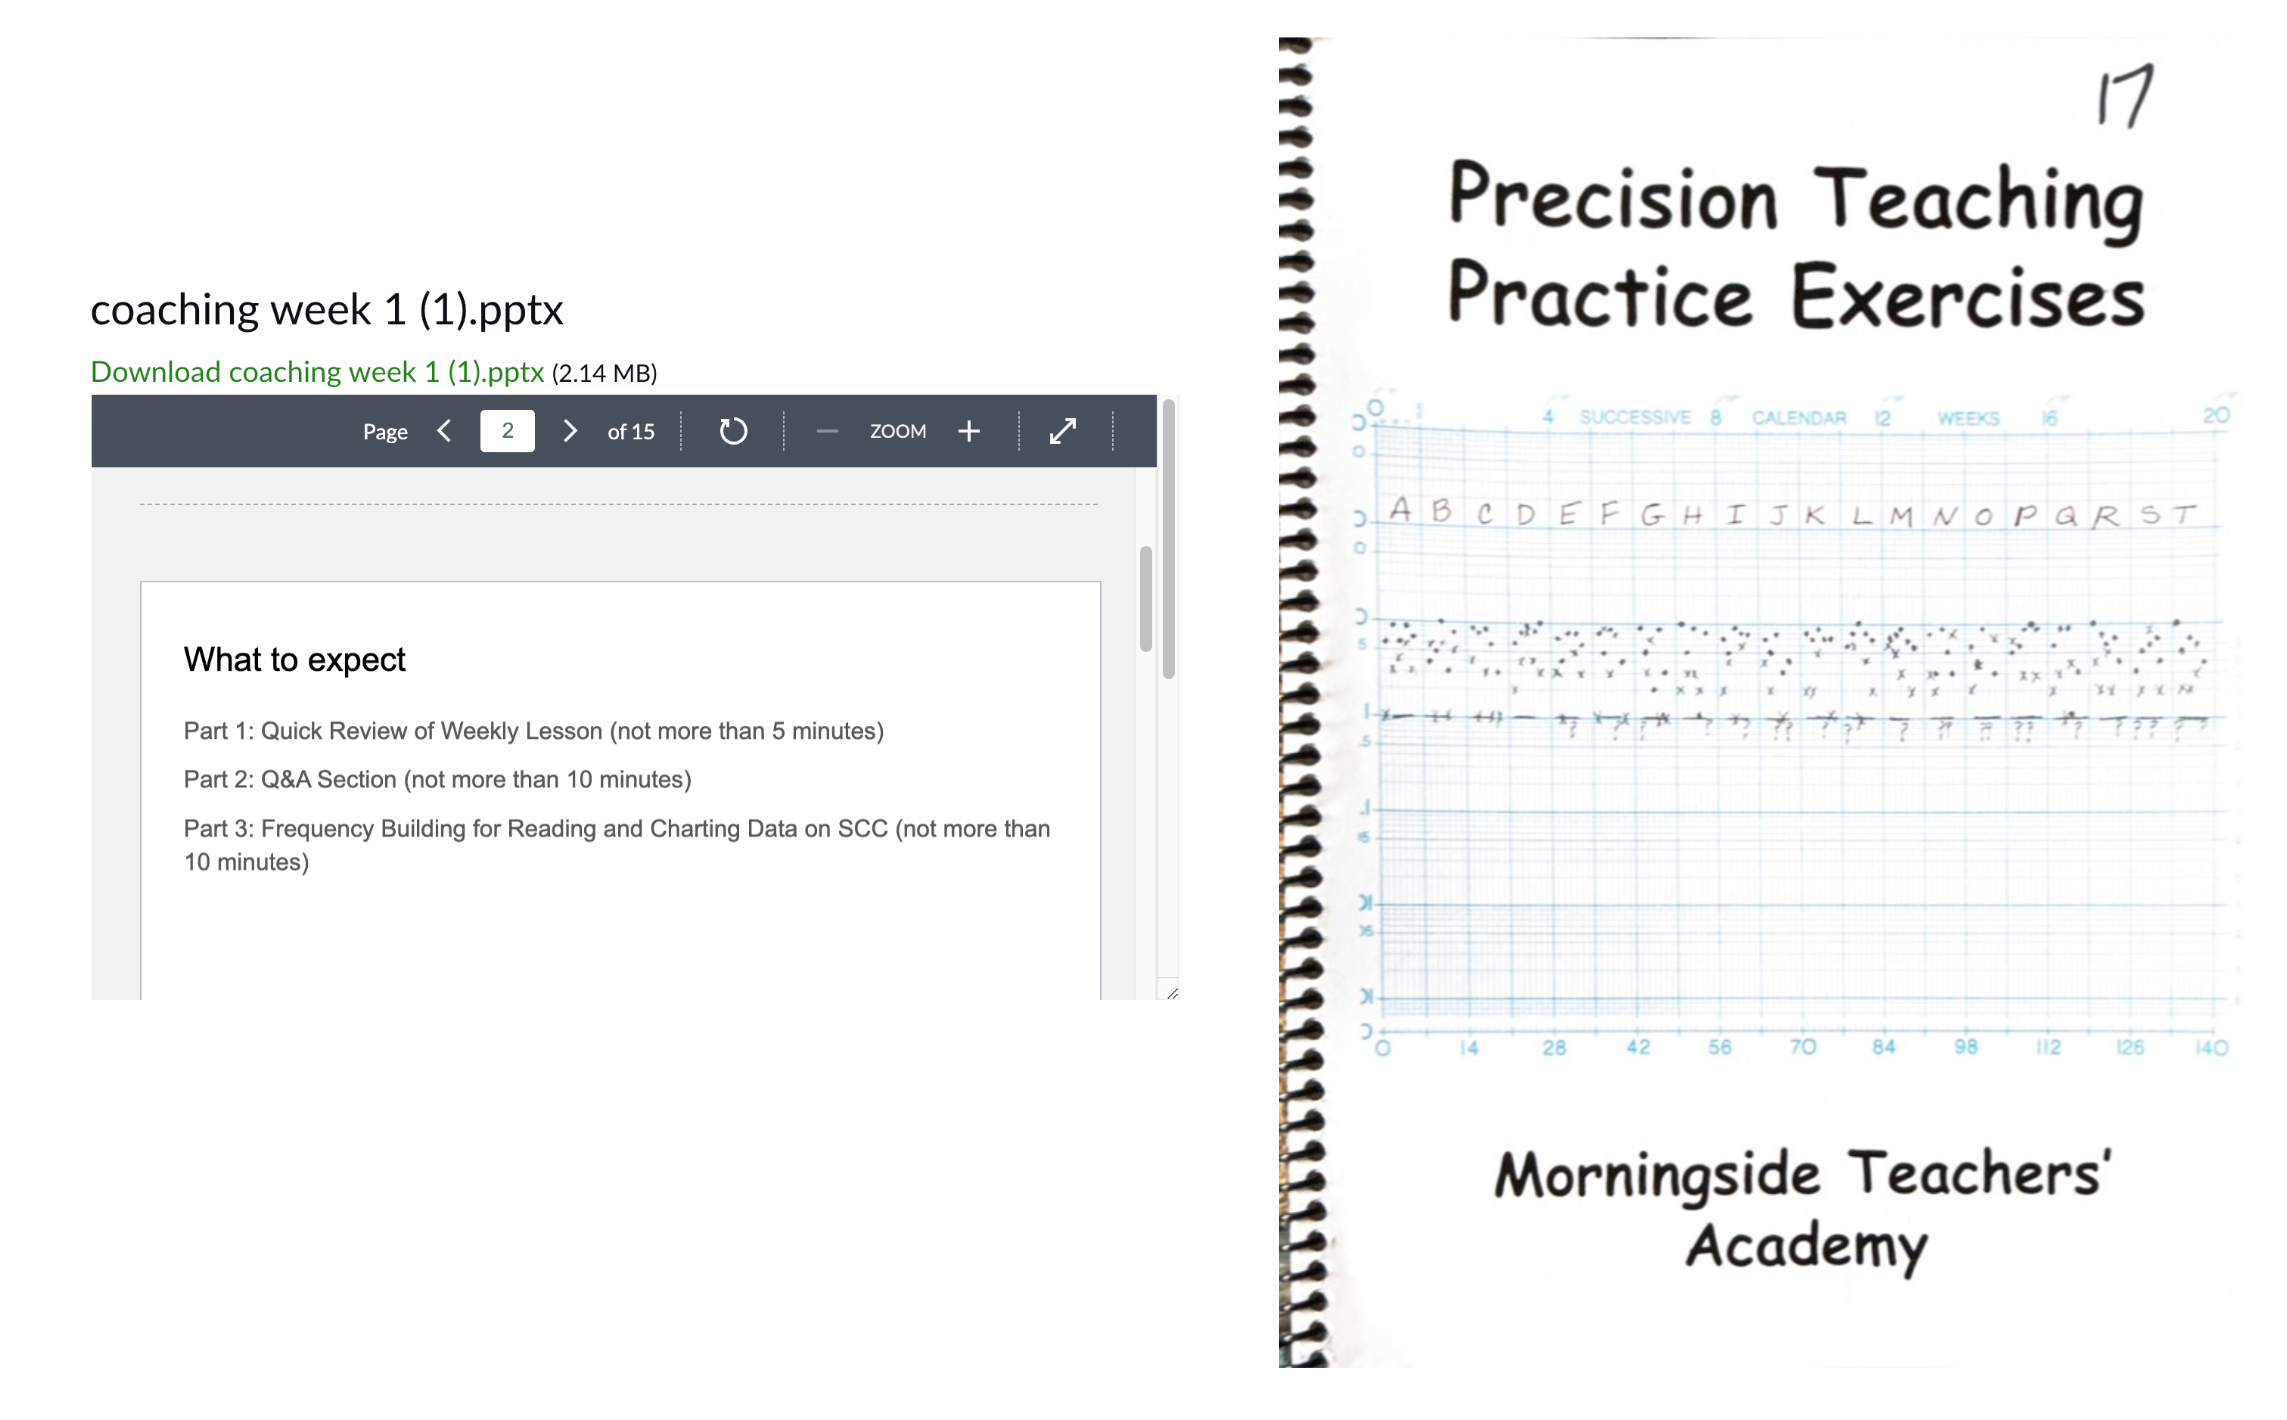 coaching week 1 (1).pptx
Download coaching week 1 (1).pptx (2.14 MB)
Page 2 of 15 ZOOM
What to expect
Part 1: Quick Review of Weekly Lesson (not more than 5 minutes)
Part 2: Q&A Section (not more than 10 minutes)
Part 3: Frequency Building for Reading and Charting Data on SCC (not more than
10 minutes)
17
Precision Teaching
Practice Exercises
0 4 SUCCESSIVE 8 CALENDAR 12 WEEKS 16 20
A B C D E F G H I J K L M N O P Q R S T
0 14 28 42 56 70 84 98 112 126 140
Morningside Teachers'
Academy